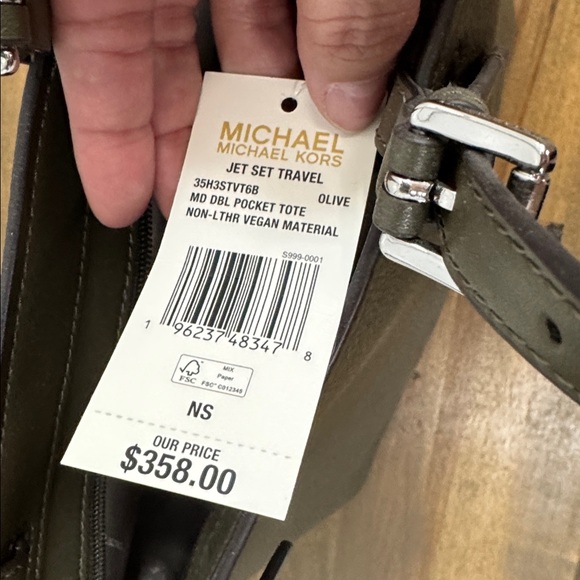 MICHAEL
MICHAEL KORS
JET SET TRAVEL
35H3STVT6B OLIVE
MD DBL POCKET TOTE
NON-LTHR VEGAN MATERIAL
S999-0001
1 96237 48347 8
FSC
MIX
Paper
FSC® C012345
NS
OUR PRICE
$358.00